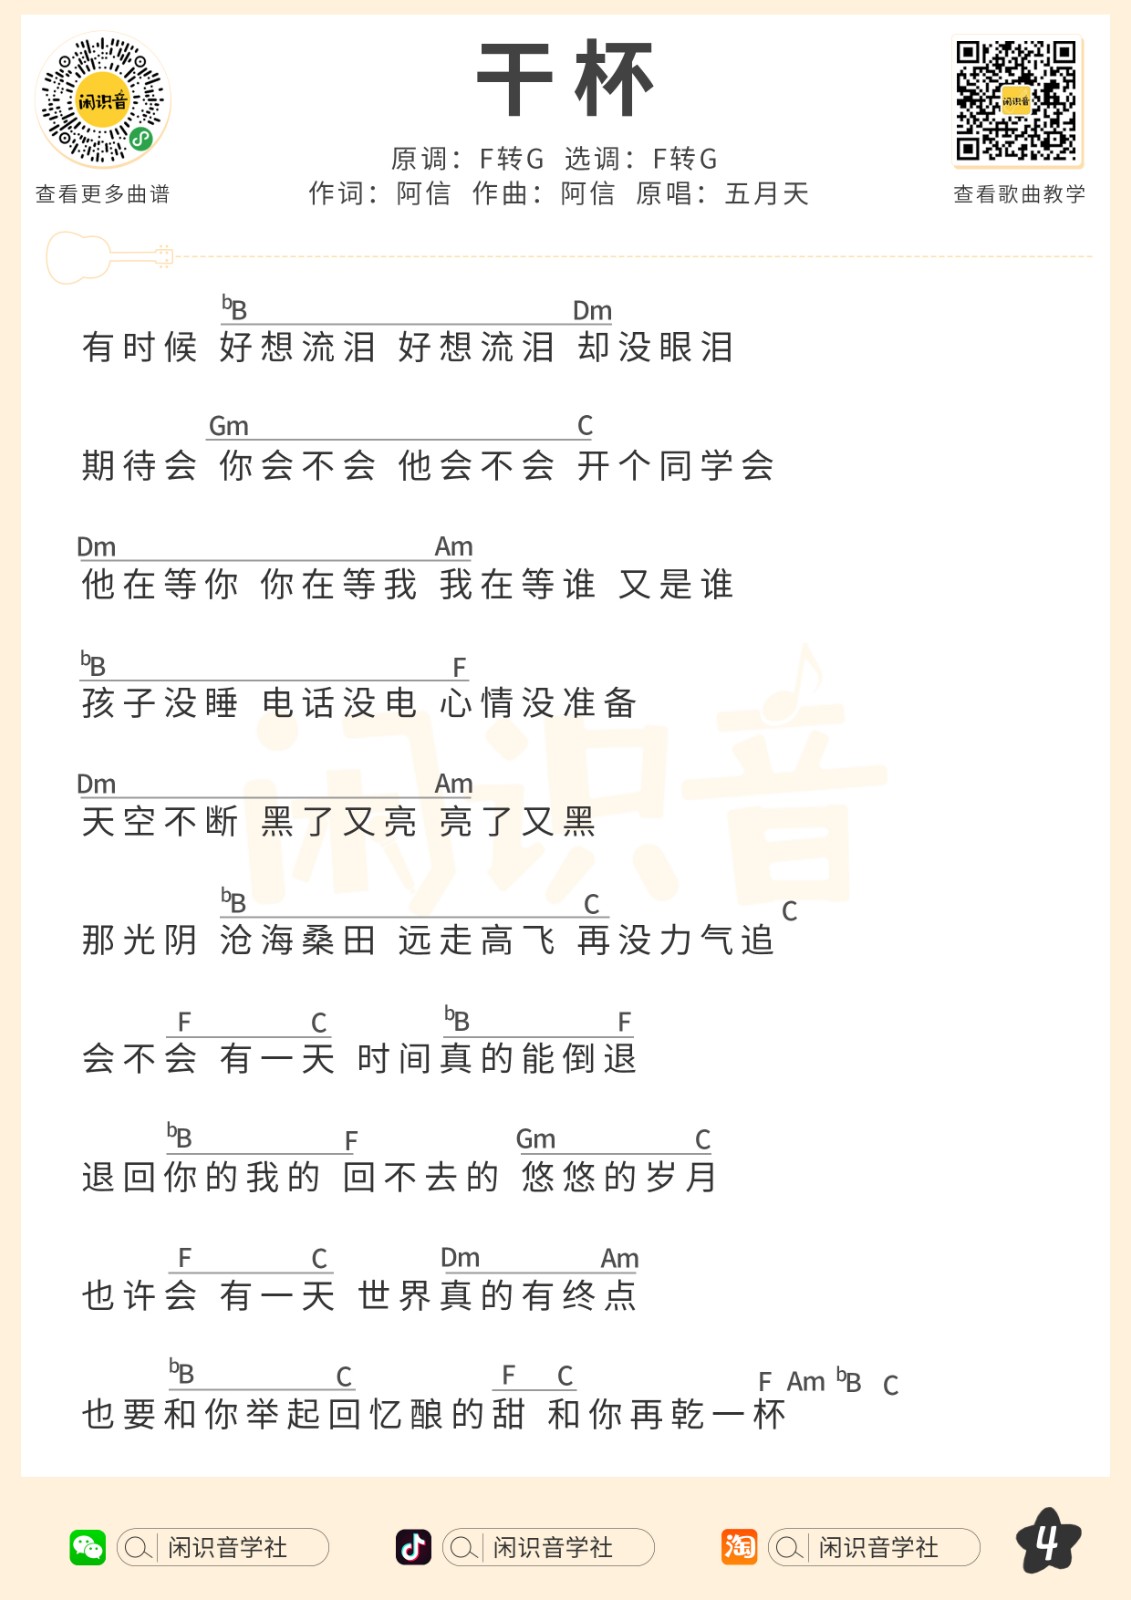 干杯
闲识音
闲识音
原调：F转G 选调：F转G
作词：阿信 作曲：阿信 原唱：五月天
查看更多曲谱
查看歌曲教学
bB Dm
有时候 好想流泪 好想流泪 却没眼泪
Gm C
期待会 你会不会 他会不会 开个同学会
Dm Am
他在等你 你在等我 我在等谁 又是谁
bB F
孩子没睡 电话没电 心情没准备
Dm Am
天空不断 黑了又亮 亮了又黑
闲识音
bB C C
那光阴 沧海桑田 远走高飞 再没力气追
F C bB F
会不会 有一天 时间真的能倒退
bB F Gm C
退回你的我的 回不去的 悠悠的岁月
F C Dm Am
也许会 有一天 世界真的有终点
bB C F C F Am bB C
也要和你举起回忆酿的甜 和你再乾一杯
闲识音学社
闲识音学社
淘
闲识音学社
4